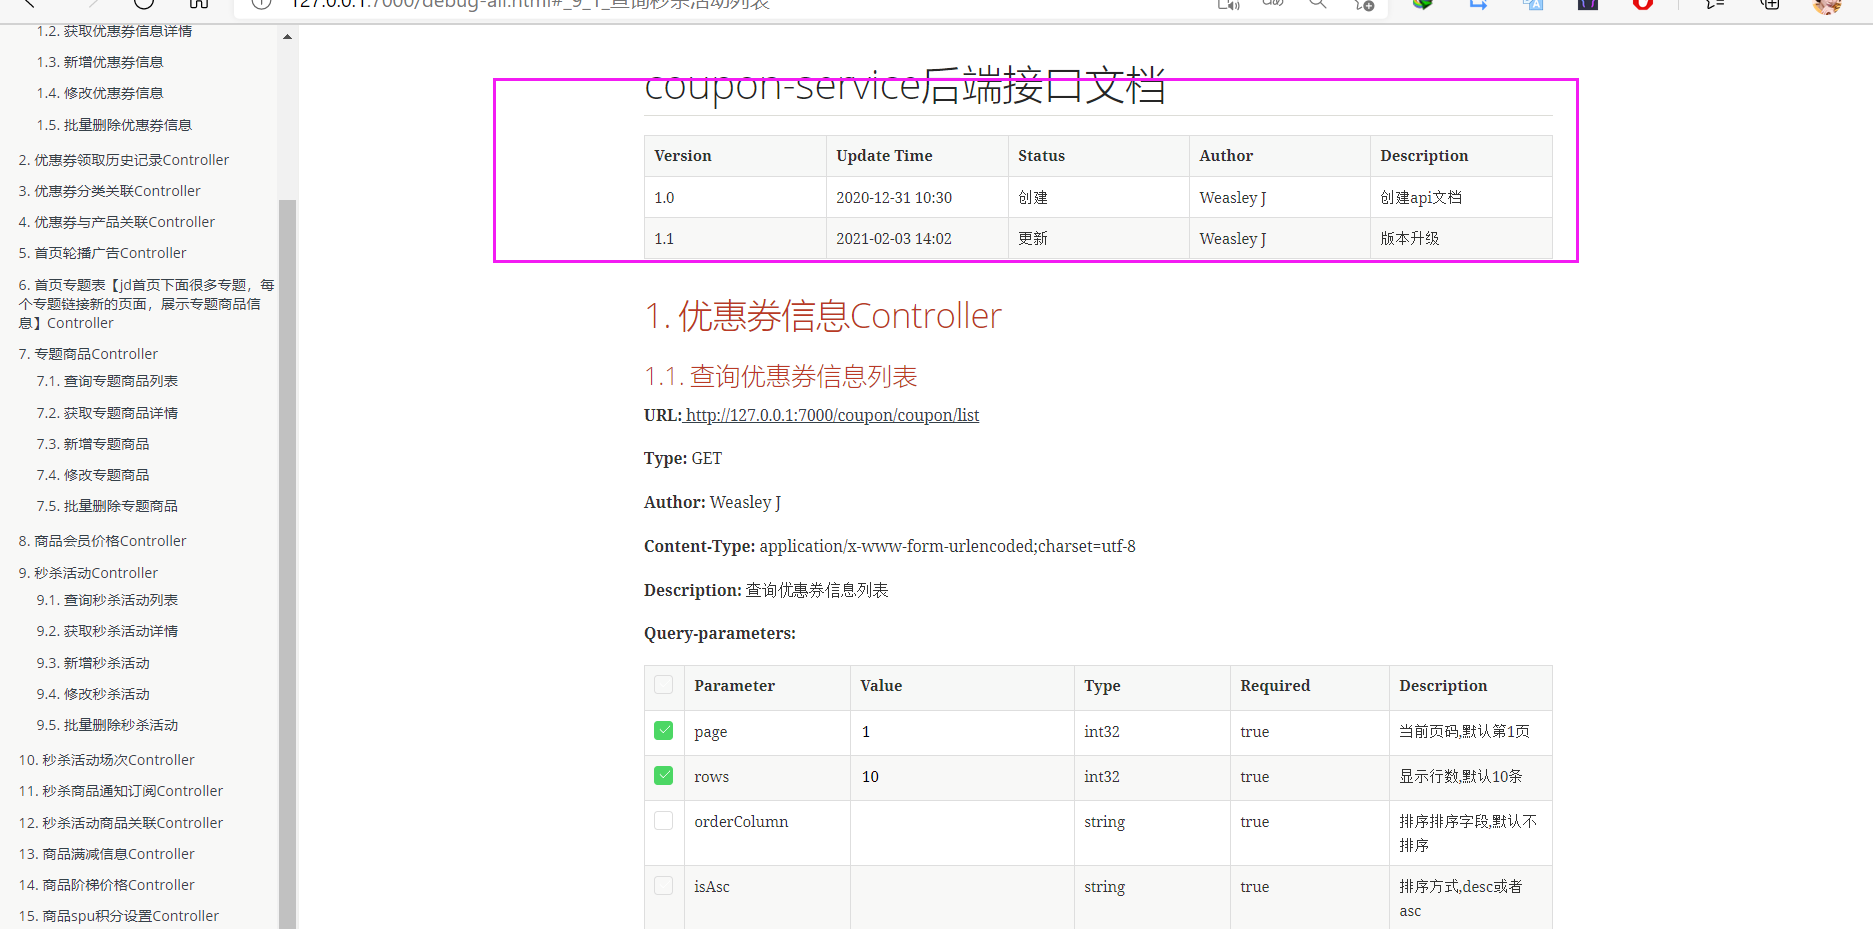 127.0.0.1:7000/debug-all.html#_9_1_查询秒杀活动列表
1.2. 获取优惠券信息详情
1.3. 新增优惠券信息
1.4. 修改优惠券信息
1.5. 批量删除优惠券信息
2. 优惠券领取历史记录Controller
3. 优惠券分类关联Controller
4. 优惠券与产品关联Controller
5. 首页轮播广告Controller
6. 首页专题表【jd首页下面很多专题，每
个专题链接新的页面，展示专题商品信
息】Controller
7. 专题商品Controller
7.1. 查询专题商品列表
7.2. 获取专题商品详情
7.3. 新增专题商品
7.4. 修改专题商品
7.5. 批量删除专题商品
8. 商品会员价格Controller
9. 秒杀活动Controller
9.1. 查询秒杀活动列表
9.2. 获取秒杀活动详情
9.3. 新增秒杀活动
9.4. 修改秒杀活动
9.5. 批量删除秒杀活动
10. 秒杀活动场次Controller
11. 秒杀商品通知订阅Controller
12. 秒杀活动商品关联Controller
13. 商品满减信息Controller
14. 商品阶梯价格Controller
15. 商品spu积分设置Controller
coupon-service后端接口文档
Version Update Time Status Author Description
1.0 2020-12-31 10:30 创建 Weasley J 创建api文档
1.1 2021-02-03 14:02 更新 Weasley J 版本升级
1. 优惠券信息Controller
1.1. 查询优惠券信息列表
URL: http://127.0.0.1:7000/coupon/coupon/list
Type: GET
Author: Weasley J
Content-Type: application/x-www-form-urlencoded;charset=utf-8
Description: 查询优惠券信息列表
Query-parameters:
Parameter Value Type Required Description
page 1 int32 true 当前页码,默认第1页
rows 10 int32 true 显示行数,默认10条
orderColumn string true 排序排序字段,默认不
排序
isAsc string true 排序方式,desc或者
asc